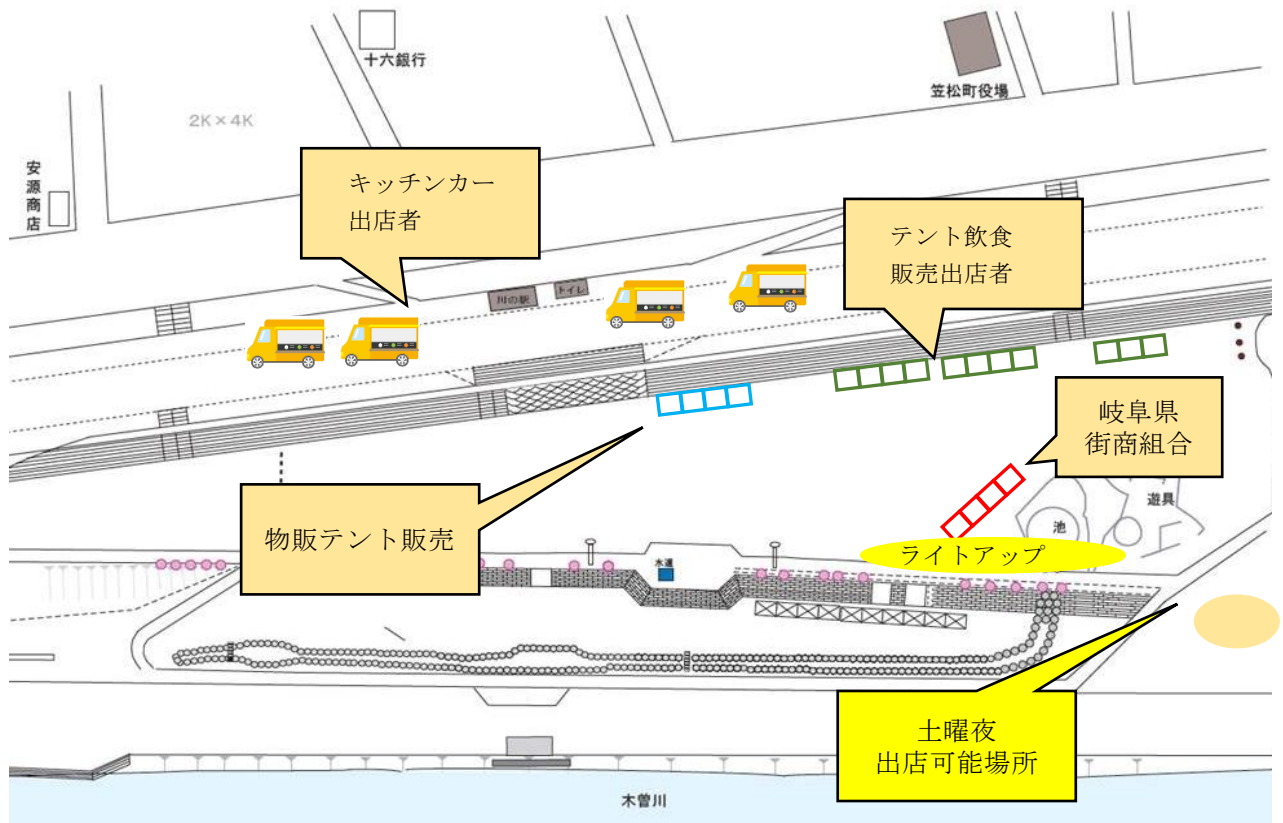 十六銀行
笠松町役場
2K×4K
安源商店
キッチンカー
出店者
テント飲食
販売出店者
川の駅
トイレ
岐阜県
街商組合
物販テント販売
遊具
池
ライトアップ
水道
土曜夜
出店可能場所
木曽川